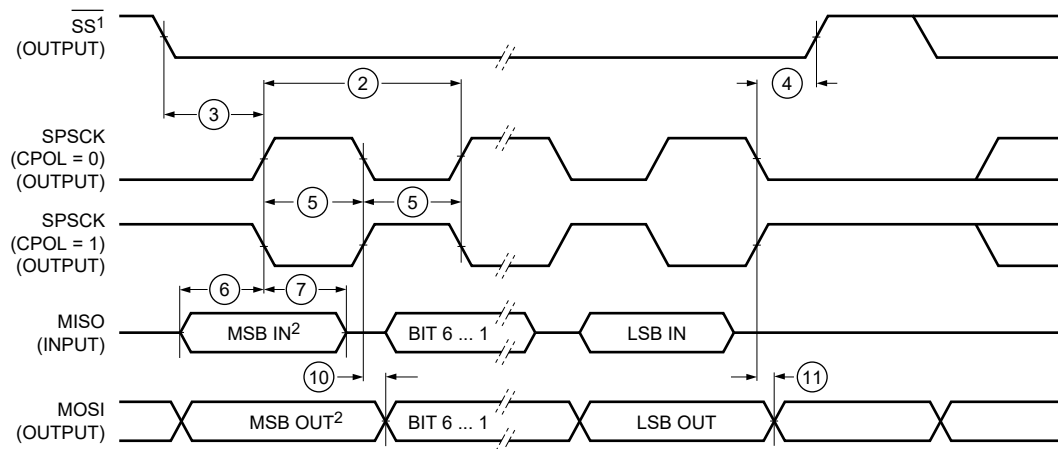 SS1
(OUTPUT)
2
4
3
SPSCK
(CPOL = 0)
(OUTPUT)
5
5
SPSCK
(CPOL = 1)
(OUTPUT)
6
7
MISO
(INPUT)
MSB IN2
BIT 6 ... 1
LSB IN
10
11
MOSI
(OUTPUT)
MSB OUT2
BIT 6 ... 1
LSB OUT